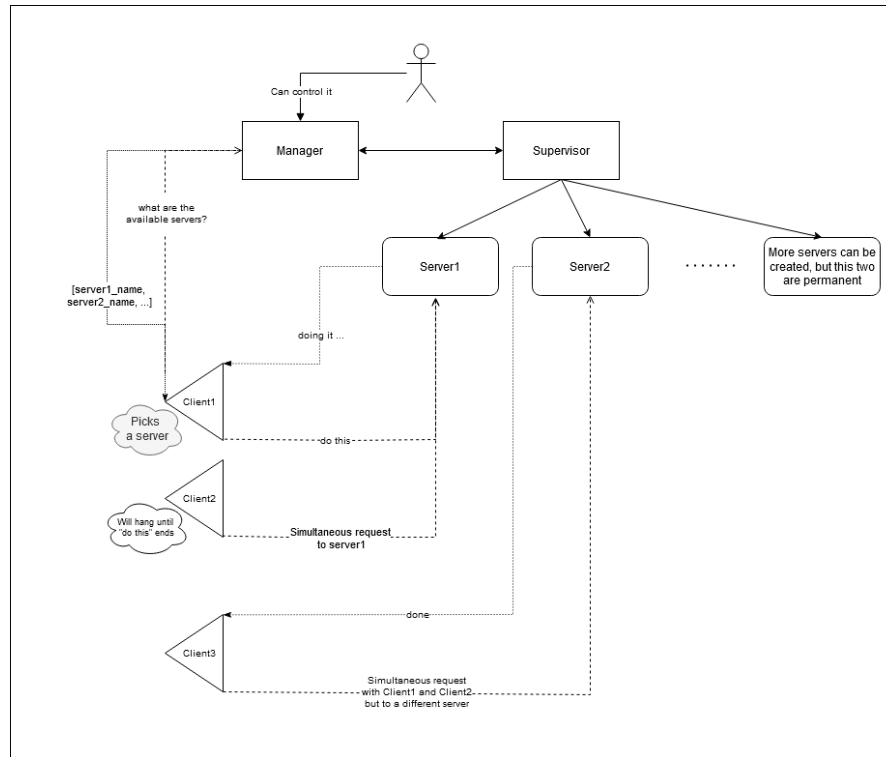 Can control it
Manager
Supervisor
what are the
available servers?
Server1
Server2
.......
More servers can be
created, but this two
are permanent
[server1_name,
server2_name, ...]
doing it ...
Client1
Picks
a server
do this
Client2
Will hang until
"do this" ends
Simultaneous request
to server1
done
Client3
Simultaneous request
with Client1 and Client2
but to a different server